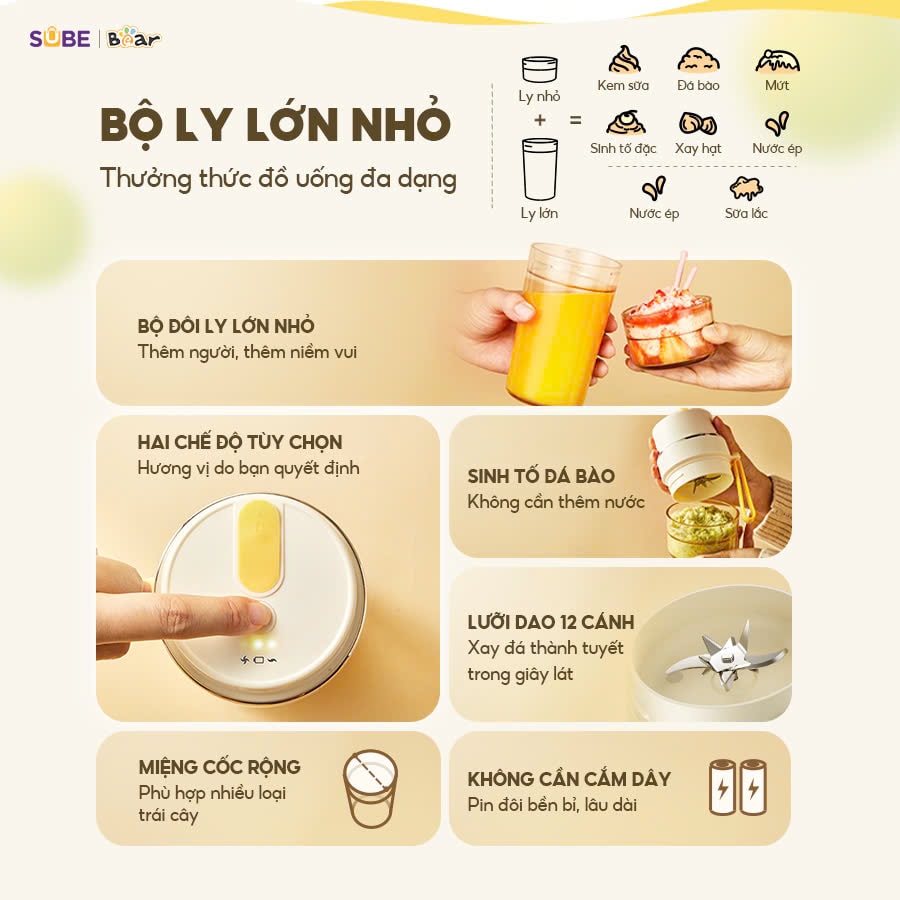 SUBE | Bear
BỘ LY LỚN NHỎ
Thưởng thức đồ uống đa dạng
Ly nhỏ
+
=
Ly lớn
Kem sữa
Đá bào
Mứt
Sinh tố đặc
Xay hạt
Nước ép
Nước ép
Sữa lắc
BỘ ĐÔI LY LỚN NHỎ
Thêm người, thêm niềm vui
HAI CHẾ ĐỘ TÙY CHỌN
Hương vị do bạn quyết định
SINH TỐ ĐÁ BÀO
Không cần thêm nước
LƯỠI DAO 12 CÁNH
Xay đá thành tuyết
trong giây lát
MIỆNG CỐC RỘNG
Phù hợp nhiều loại
trái cây
KHÔNG CẦN CẮM DÂY
Pin đôi bền bỉ, lâu dài